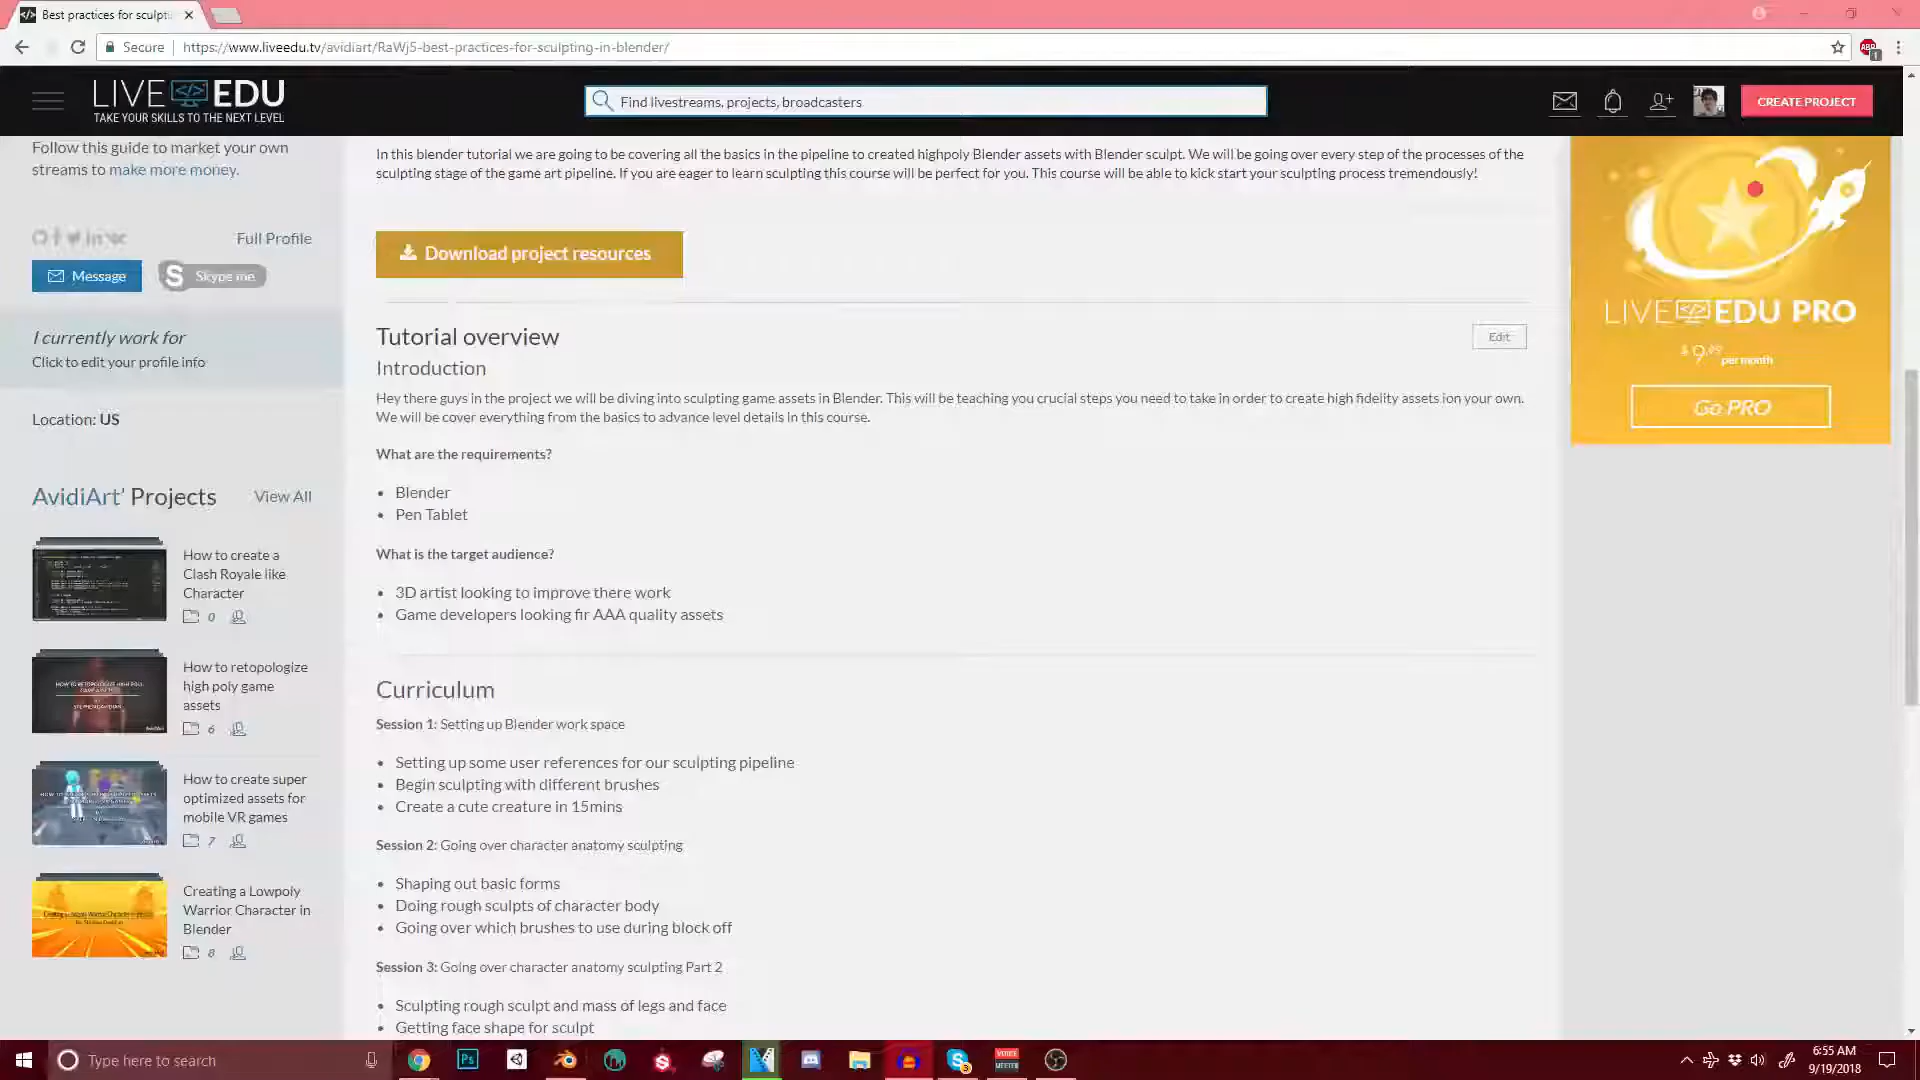 Best practices for sculpti
Secure
https://www.liveedu.tv/avidiart/RaWj5-best-practices-for-sculpting-in-blender/
ABP
1
LIVE EDU
TAKE YOUR SKILLS TO THE NEXT LEVEL
Find livestreams, projects, broadcasters
CREATE PROJECT
Follow this guide to market your own
streams to make more money.
Full Profile
Message
Skype me
I currently work for
Click to edit your profile info
Location: US
AvidiArt' Projects
View All
How to create a
Clash Royale like
Character
0
How to retopologize
high poly game
assets
6
How to create super
optimized assets for
mobile VR games
7
Creating a Lowpoly
Warrior Character in
Blender
8
In this blender tutorial we are going to be covering all the basics in the pipeline to created highpoly Blender assets with Blender sculpt. We will be going over every step of the processes of the
sculpting stage of the game art pipeline. If you are eager to learn sculpting this course will be perfect for you. This course will be able to kick start your sculpting process tremendously!
Download project resources
Tutorial overview
Edit
Introduction
Hey there guys in the project we will be diving into sculpting game assets in Blender. This will be teaching you crucial steps you need to take in order to create high fidelity assets ion your own.
We will be cover everything from the basics to advance level details in this course.
What are the requirements?
Blender
Pen Tablet
What is the target audience?
3D artist looking to improve there work
Game developers looking fir AAA quality assets
Curriculum
Session 1: Setting up Blender work space
Setting up some user references for our sculpting pipeline
Begin sculpting with different brushes
Create a cute creature in 15mins
Session 2: Going over character anatomy sculpting
Shaping out basic forms
Doing rough sculpts of character body
Going over which brushes to use during block off
Session 3: Going over character anatomy sculpting Part 2
Sculpting rough sculpt and mass of legs and face
Getting face shape for sculpt
LIVE EDU PRO
$9.99 per month
Go PRO
Type here to search
6:55 AM
9/19/2018